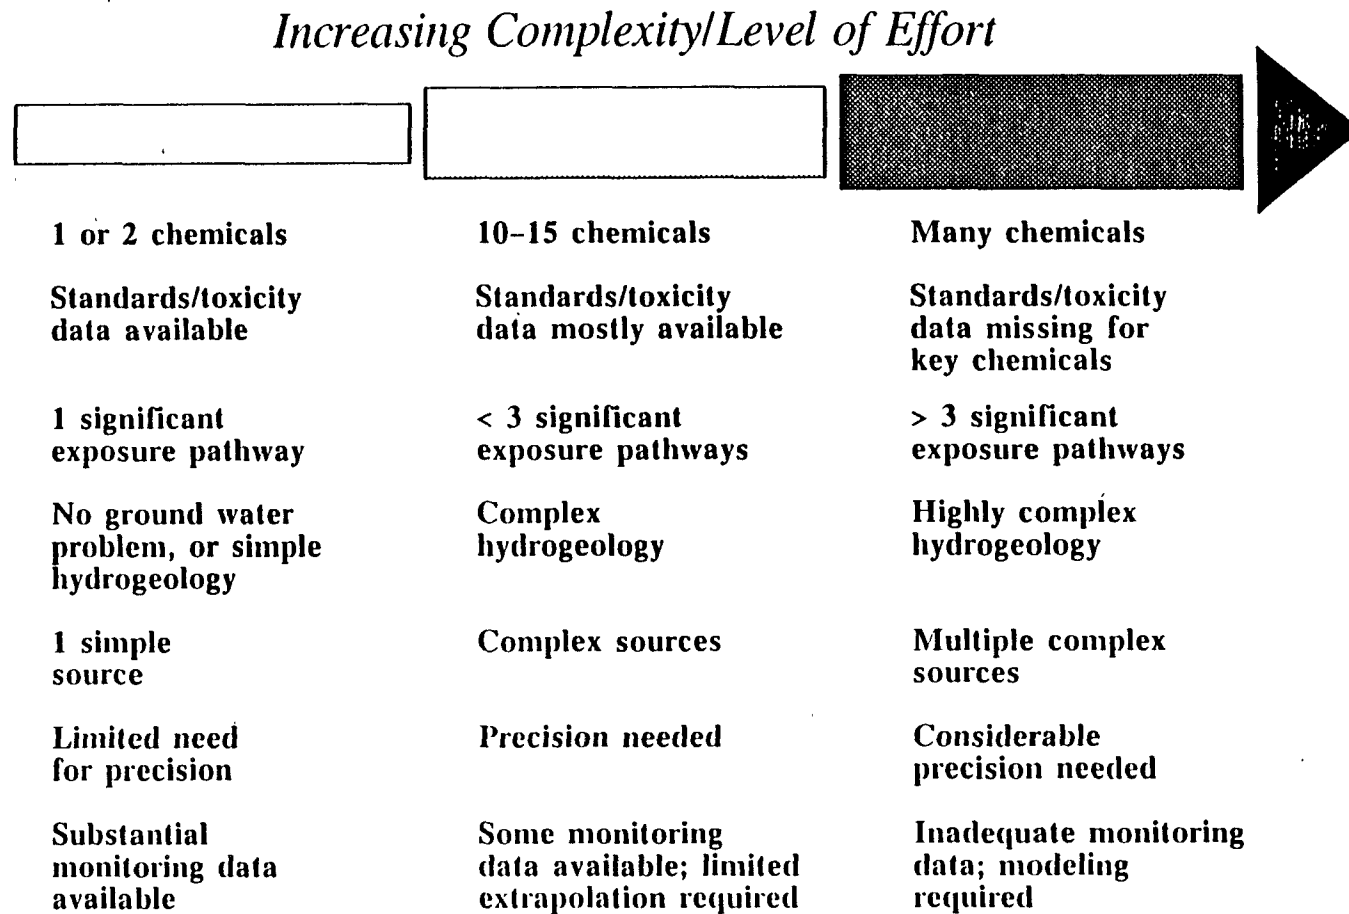 Increasing Complexity/Level of Effort
1 or 2 chemicals
10–15 chemicals
Many chemicals
Standards/toxicity
data available
Standards/toxicity
data mostly available
Standards/toxicity
data missing for
key chemicals
1 significant
exposure pathway
< 3 significant
exposure pathways
> 3 significant
exposure pathways
No ground water
problem, or simple
hydrogeology
Complex
hydrogeology
Highly complex
hydrogeology
1 simple
source
Complex sources
Multiple complex
sources
Limited need
for precision
Precision needed
Considerable
precision needed
Substantial
monitoring data
available
Some monitoring
data available; limited
extrapolation required
Inadequate monitoring
data; modeling
required